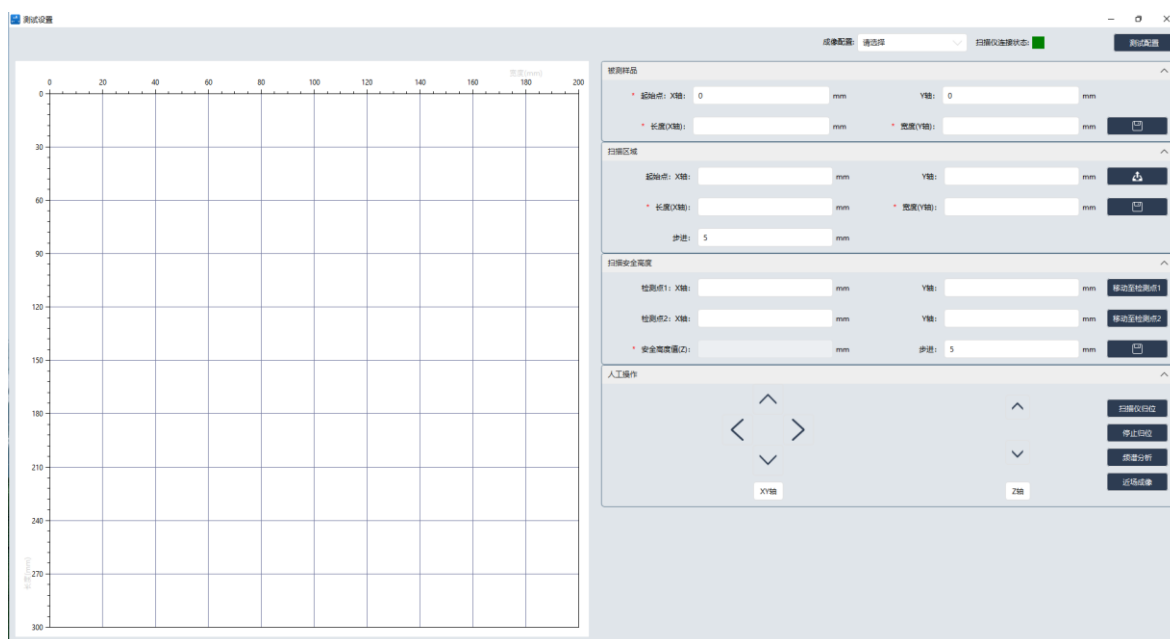 测试设置
成像配置: 请选择 扫描仪连接状态: 测试配置
宽度(mm)
0 20 40 60 80 100 120 140 160 180 200
0
30
60
90
120
150
180
210
240
270
300
长度(mm)
被测样品
* 起始点: X轴: 0 mm Y轴: 0 mm
* 长度(X轴): mm * 宽度(Y轴): mm
扫描区域
起始点: X轴: mm Y轴: mm
* 长度(X轴): mm * 宽度(Y轴): mm
步进: 5 mm
扫描安全高度
检测点1: X轴: mm Y轴: mm 移动至检测点1
检测点2: X轴: mm Y轴: mm 移动至检测点2
* 安全高度值(Z): mm 步进: 5 mm
人工操作
扫描仪归位
停止归位
频谱分析
近场成像
XY轴 Z轴